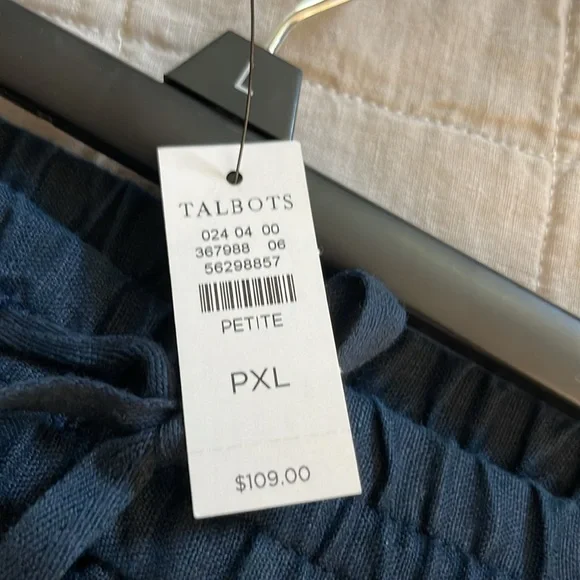 L
TALBOTS
024 04 00
367988 06
56298857
PETITE
PXL
$109.00